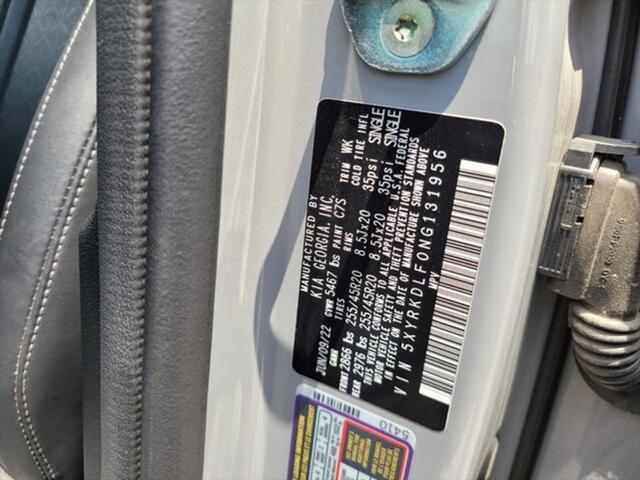 MANUFACTURED BY
KIA GEORGIA, INC.
JUN/09/22 GVWR 5467 lbs PAINT C7S TRIM WK
GAWR TIRES RIMS COLD TIRE INFL
FRONT 2866 lbs 255/45R20 8.5Jx20 35psi SINGLE
REAR 2976 lbs 255/45R20 8.5Jx20 35psi SINGLE
THIS VEHICLE CONFORMS TO ALL APPLICABLE U.S.A. FEDERAL
MOTOR VEHICLE SAFETY AND THEFT PREVENTION STANDARDS
IN EFFECT ON THE DATE OF MANUFACTURE SHOWN ABOVE
VIN 5XYRKDLF0NG131956
MPV
5410